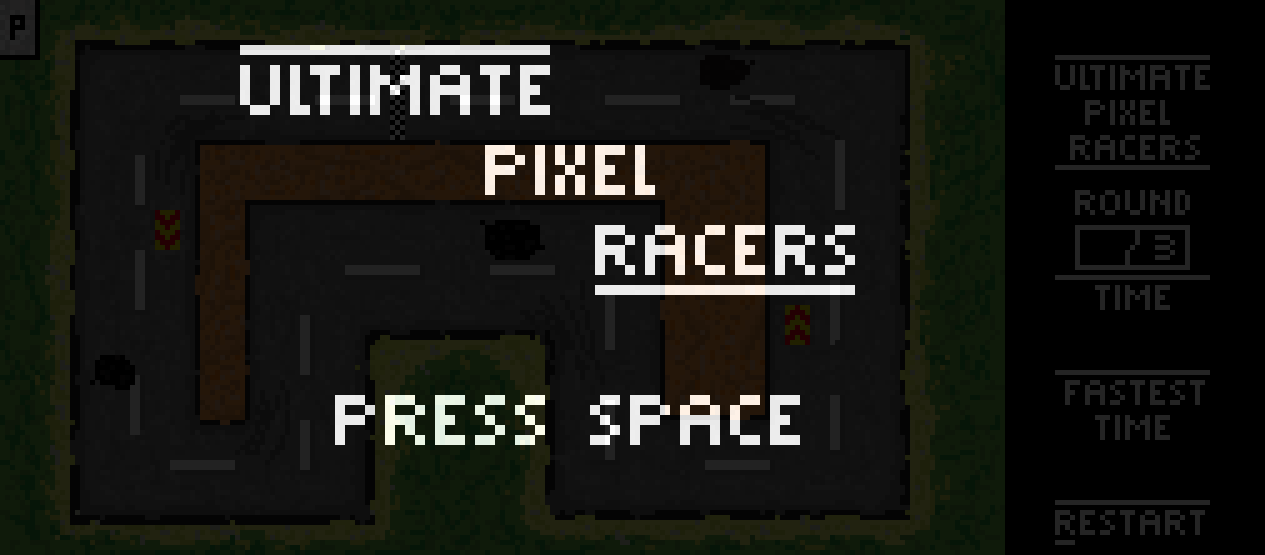 P
ULTIMATE
PIXEL
RACERS
PRESS SPACE
ULTIMATE
PIXEL
RACERS
ROUND
/3
TIME
FASTEST
TIME
RESTART